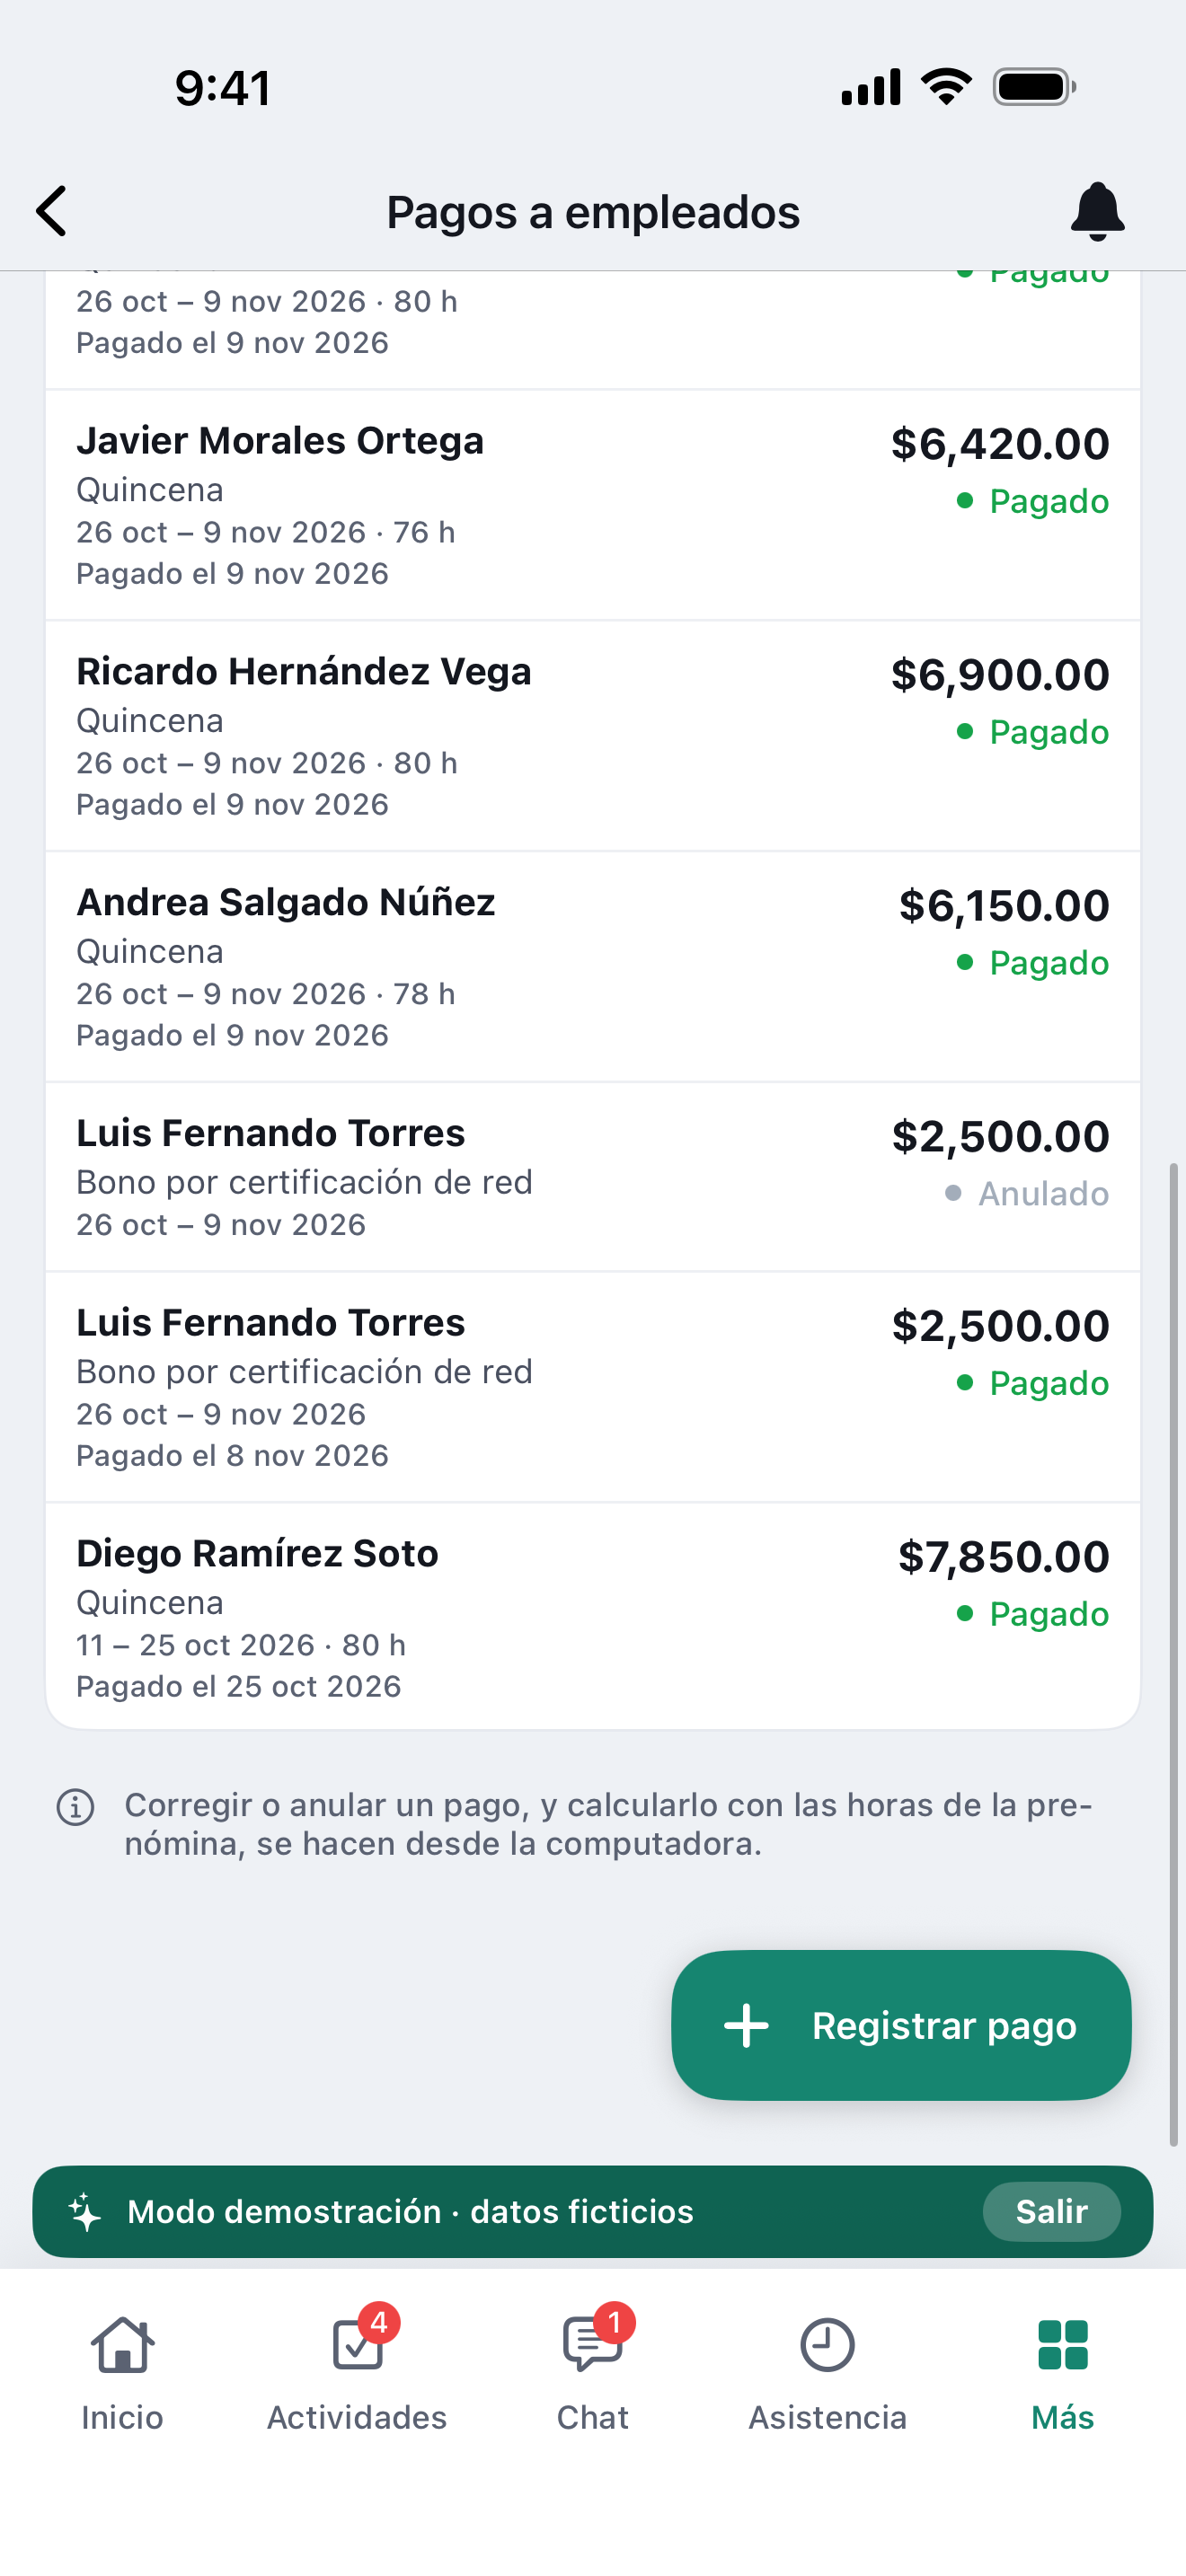 9:41
Pagos a empleados
Pagado
26 oct – 9 nov 2026 · 80 h
Pagado el 9 nov 2026
Javier Morales Ortega
$6,420.00
Quincena
Pagado
26 oct – 9 nov 2026 · 76 h
Pagado el 9 nov 2026
Ricardo Hernández Vega
$6,900.00
Quincena
Pagado
26 oct – 9 nov 2026 · 80 h
Pagado el 9 nov 2026
Andrea Salgado Núñez
$6,150.00
Quincena
Pagado
26 oct – 9 nov 2026 · 78 h
Pagado el 9 nov 2026
Luis Fernando Torres
$2,500.00
Bono por certificación de red
Anulado
26 oct – 9 nov 2026
Luis Fernando Torres
$2,500.00
Bono por certificación de red
Pagado
26 oct – 9 nov 2026
Pagado el 8 nov 2026
Diego Ramírez Soto
$7,850.00
Quincena
Pagado
11 – 25 oct 2026 · 80 h
Pagado el 25 oct 2026
Corregir o anular un pago, y calcularlo con las horas de la pre-
nómina, se hacen desde la computadora.
+ Registrar pago
Modo demostración · datos ficticios
Salir
4
1
Inicio
Actividades
Chat
Asistencia
Más